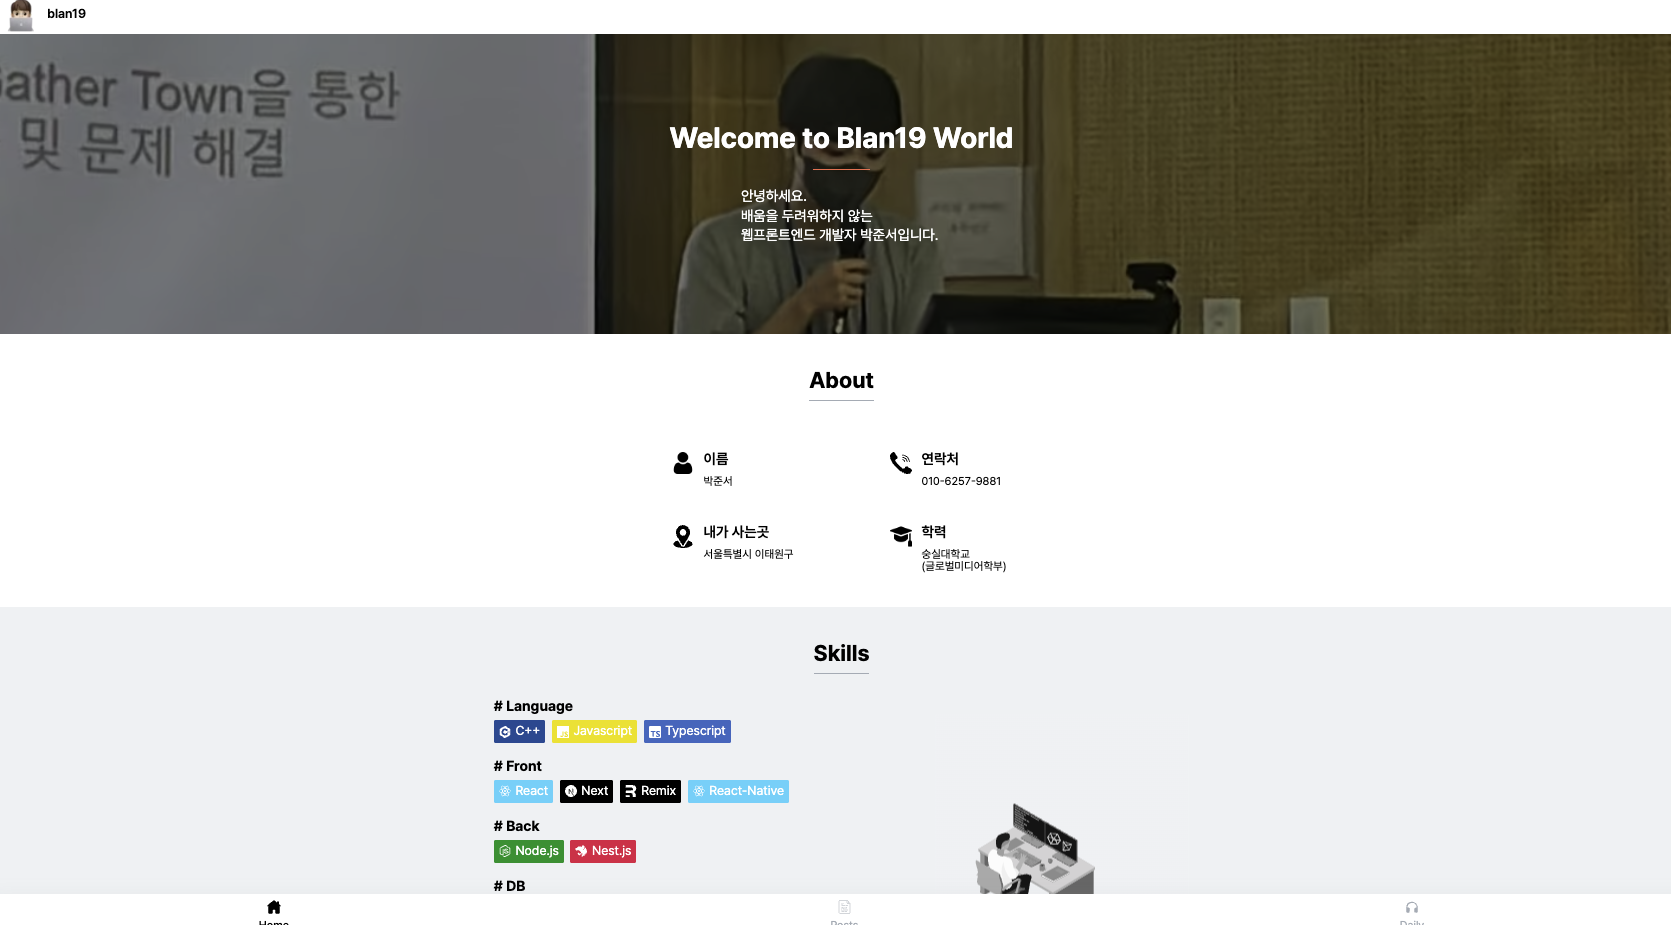 blan19
Gather Town을 통한
및 문제 해결
Welcome to Blan19 World
안녕하세요.
배움을 두려워하지 않는
웹프론트엔드 개발자 박준서입니다.
About
이름
박준서
연락처
010-6257-9881
내가 사는곳
서울특별시 이태원구
학력
숭실대학교
(글로벌미디어학부)
Skills
# Language
C++ Javascript Typescript
# Front
React Next Remix React-Native
# Back
Node.js Nest.js
# DB
Home Posts Daily